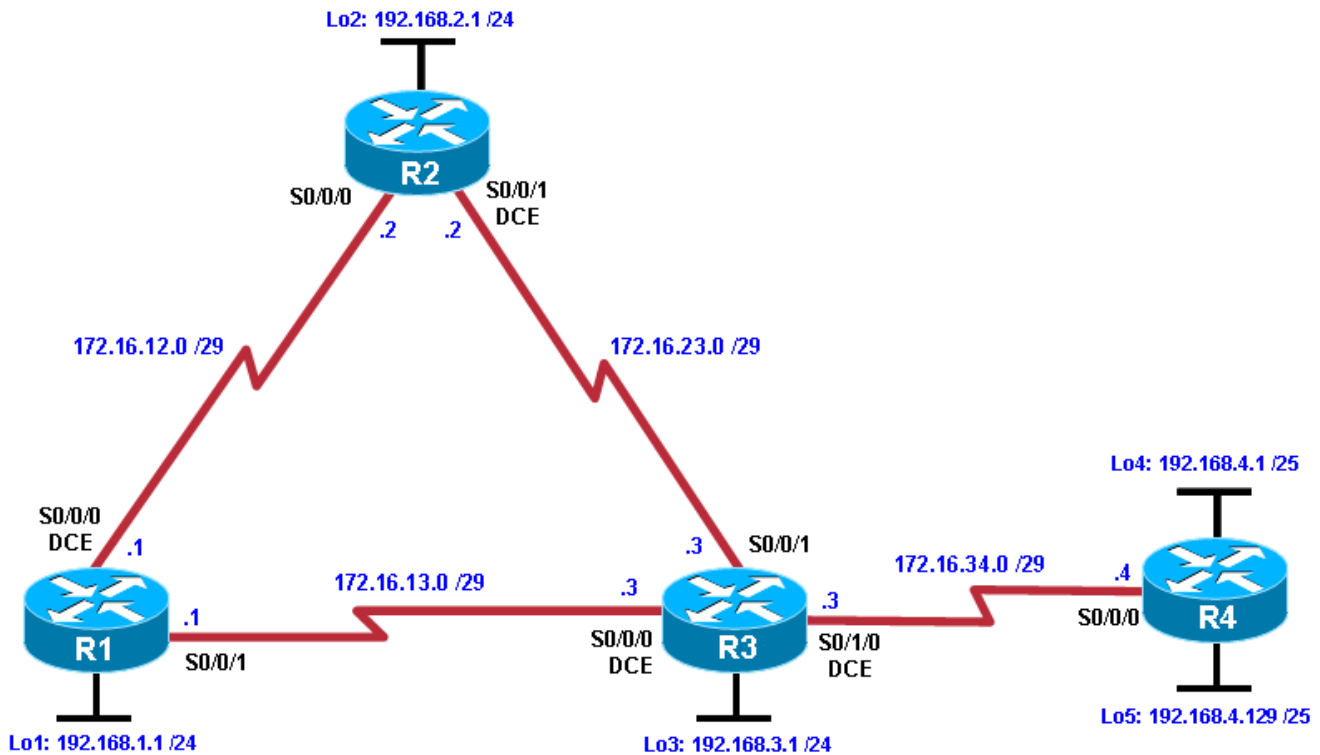 Lo2: 192.168.2.1 /24
R2
S0/0/0
S0/0/1
DCE
.2
.2
172.16.12.0 /29
172.16.23.0 /29
Lo4: 192.168.4.1 /25
S0/0/0
DCE
.1
.3
S0/0/1
172.16.13.0 /29
.3
172.16.34.0 /29
.4
.1
.3
R1
S0/0/1
S0/0/0
DCE
R3
S0/1/0
DCE
S0/0/0
R4
Lo1: 192.168.1.1 /24
Lo3: 192.168.3.1 /24
Lo5: 192.168.4.129 /25